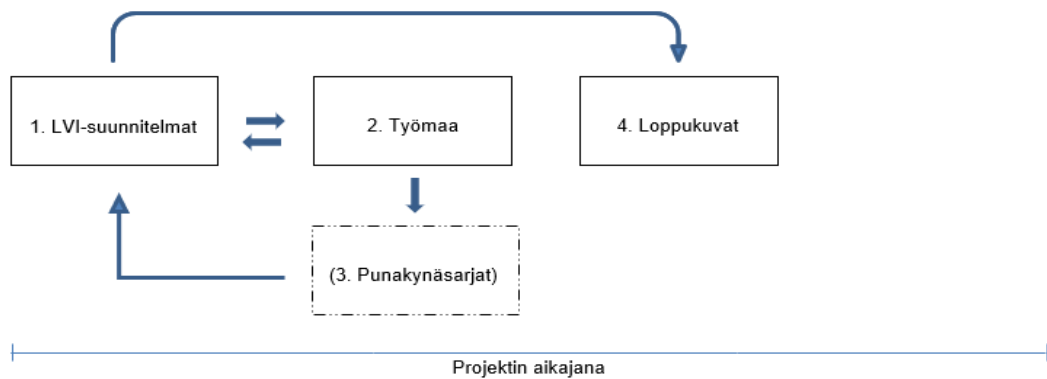 1. LVI-suunnitelmat
2. Työmaa
4. Loppukuvat
(3. Punakynäsarjat)
Projektin aikajana